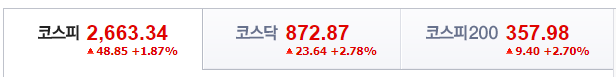 코스피 2,663.34
▲ 48.85 +1.87%
코스닥 872.87
▲ 23.64 +2.78%
코스피200 357.98
▲ 9.40 +2.70%